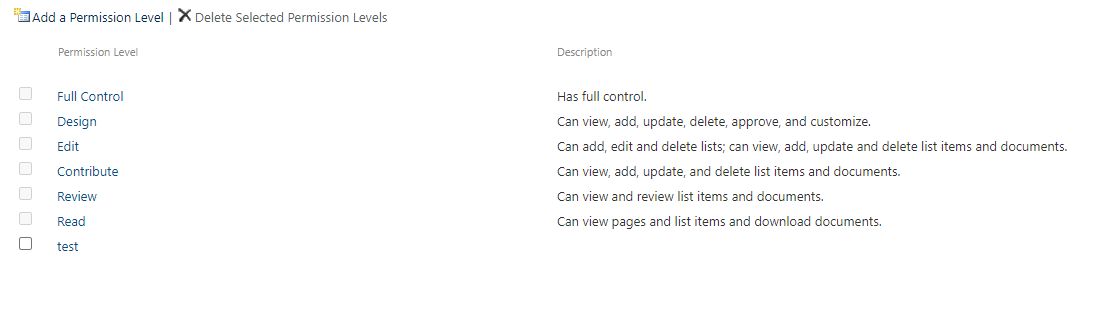 Add a Permission Level | Delete Selected Permission Levels
Permission Level Description
Full Control Has full control.
Design Can view, add, update, delete, approve, and customize.
Edit Can add, edit and delete lists; can view, add, update and delete list items and documents.
Contribute Can view, add, update, and delete list items and documents.
Review Can view and review list items and documents.
Read Can view pages and list items and download documents.
test